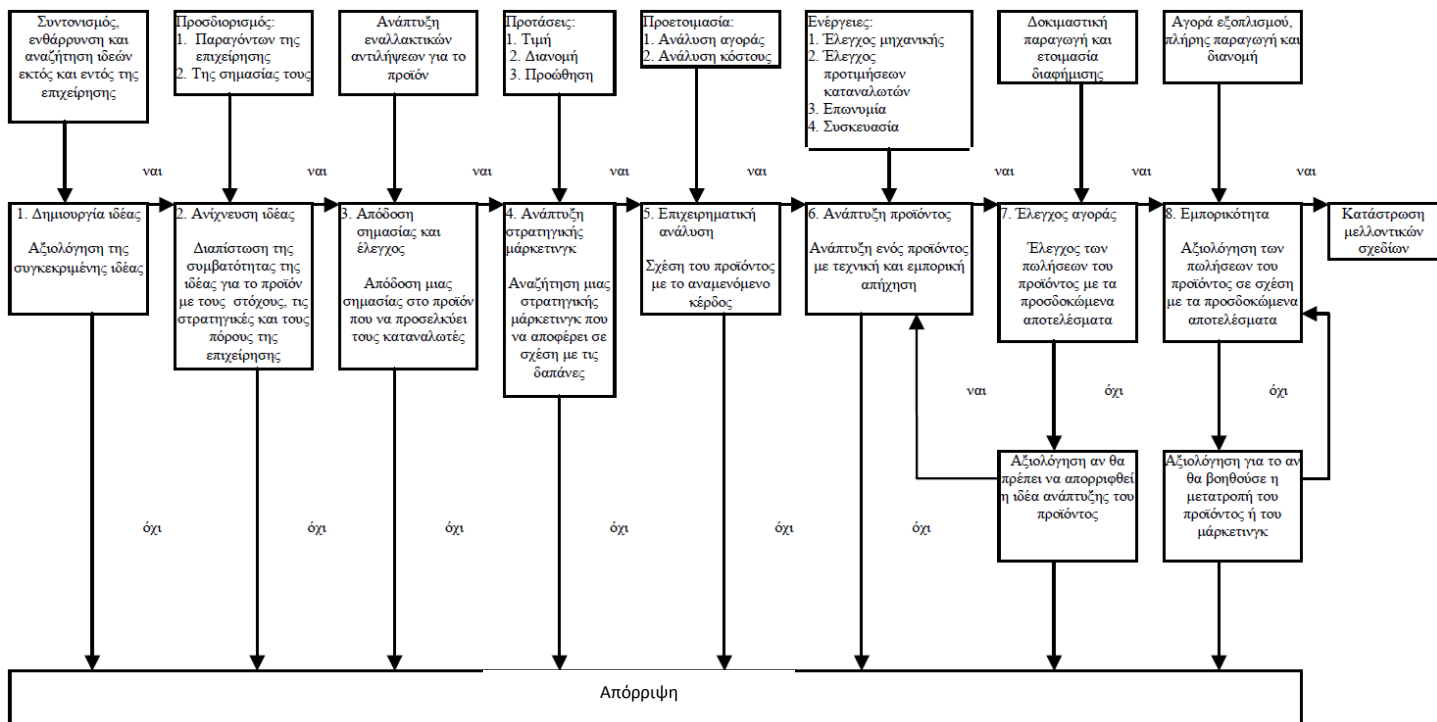 Συντονισμός,
ενθάρρυνση και
αναζήτηση ιδεών
εκτός και εντός της
επιχείρησης
Προσδιορισμός:
1. Παραγόντων της
επιχείρησης
2. Της σημασίας τους
Ανάπτυξη
εναλλακτικών
αντιλήψεων για το
προϊόν
Προτάσεις:
1. Τιμή
2. Διανομή
3. Προώθηση
Προετοιμασία:
1. Ανάλυση αγοράς
2. Ανάλυση κόστους
Ενέργειες:
1. Έλεγχος μηχανικής
2. Έλεγχος
προτιμήσεων
καταναλωτών
3. Επωνυμία
4. Συσκευασία
Δοκιμαστική
παραγωγή και
ετοιμασία
διαφήμισης
Αγορά εξοπλισμού,
πλήρης παραγωγή και
διανομή
ναι
ναι
ναι
ναι
ναι
ναι
ναι
ναι
1. Δημιουργία ιδέας
Αξιολόγηση της
συγκεκριμένης ιδέας
2. Ανίχνευση ιδέας
Διαπίστωση της
συμβατότητας της
ιδέας για το προϊόν
με τους στόχους, τις
στρατηγικές και τους
πόρους της
επιχείρησης
3. Απόδοση
σημασίας και
έλεγχος
Απόδοση μιας
σημασίας στο προϊόν
που να προσελκύει
τους καταναλωτές
4. Ανάπτυξη
στρατηγικής
μάρκετινγκ
Αναζήτηση μιας
στρατηγικής
μάρκετινγκ που
να αποφέρει σε
σχέση με τις
δαπάνες
5. Επιχειρηματική
ανάλυση
Σχέση του προϊόντος
με το αναμενόμενο
κέρδος
6. Ανάπτυξη προϊόντος
Ανάπτυξη ενός προϊόντος
με τεχνική και εμπορική
απήχηση
7. Έλεγχος αγοράς
Έλεγχος των
πωλήσεων του
προϊόντος με τα
προσδοκώμενα
αποτελέσματα
8. Εμπορικότητα
Αξιολόγηση των
πωλήσεων του
προϊόντος σε σχέση
με τα προσδοκώμενα
αποτελέσματα
Κατάστρωση
μελλοντικών
σχεδίων
ναι
όχι
όχι
Αξιολόγηση αν θα
πρέπει να απορριφθεί
η ιδέα ανάπτυξης του
προϊόντος
Αξιολόγηση για το αν
θα βοηθούσε η
μετατροπή του
προϊόντος ή του
μάρκετινγκ
όχι
όχι
όχι
όχι
όχι
όχι
Απόρριψη